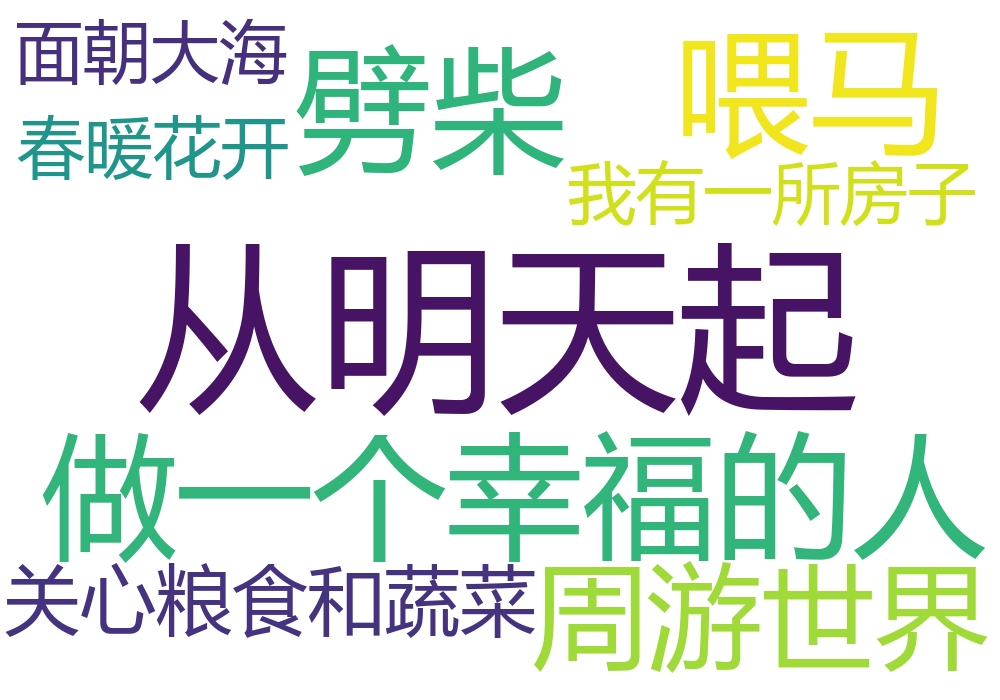 面朝大海
劈柴
喂马
春暖花开
我有一所房子
从明天起
做一个幸福的人
关心粮食和蔬菜
周游世界